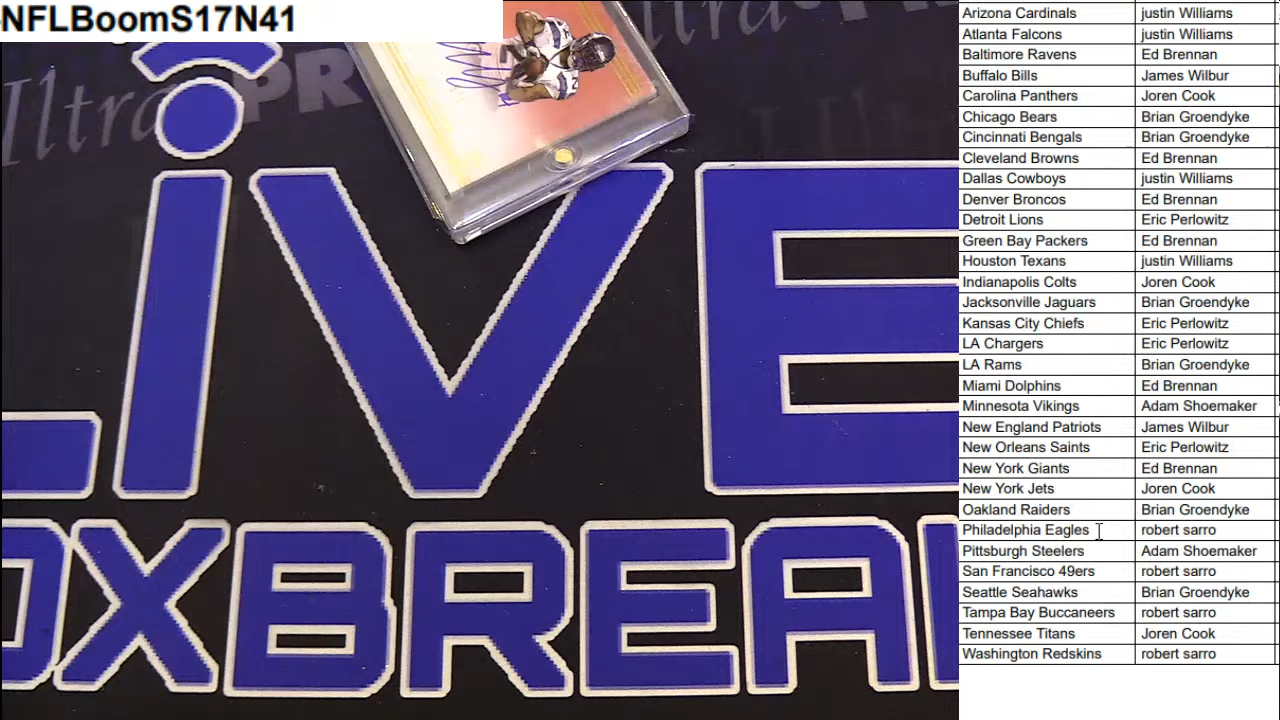 NFLBoomS17N41
Ultra PRO
Ultra PRO
LIVE
OXBREA
Arizona Cardinals justin Williams
Atlanta Falcons justin Williams
Baltimore Ravens Ed Brennan
Buffalo Bills James Wilbur
Carolina Panthers Joren Cook
Chicago Bears Brian Groendyke
Cincinnati Bengals Brian Groendyke
Cleveland Browns Ed Brennan
Dallas Cowboys justin Williams
Denver Broncos Ed Brennan
Detroit Lions Eric Perlowitz
Green Bay Packers Ed Brennan
Houston Texans justin Williams
Indianapolis Colts Joren Cook
Jacksonville Jaguars Brian Groendyke
Kansas City Chiefs Eric Perlowitz
LA Chargers Eric Perlowitz
LA Rams Brian Groendyke
Miami Dolphins Ed Brennan
Minnesota Vikings Adam Shoemaker
New England Patriots James Wilbur
New Orleans Saints Eric Perlowitz
New York Giants Ed Brennan
New York Jets Joren Cook
Oakland Raiders Brian Groendyke
Philadelphia Eagles robert sarro
Pittsburgh Steelers Adam Shoemaker
San Francisco 49ers robert sarro
Seattle Seahawks Brian Groendyke
Tampa Bay Buccaneers robert sarro
Tennessee Titans Joren Cook
Washington Redskins robert sarro